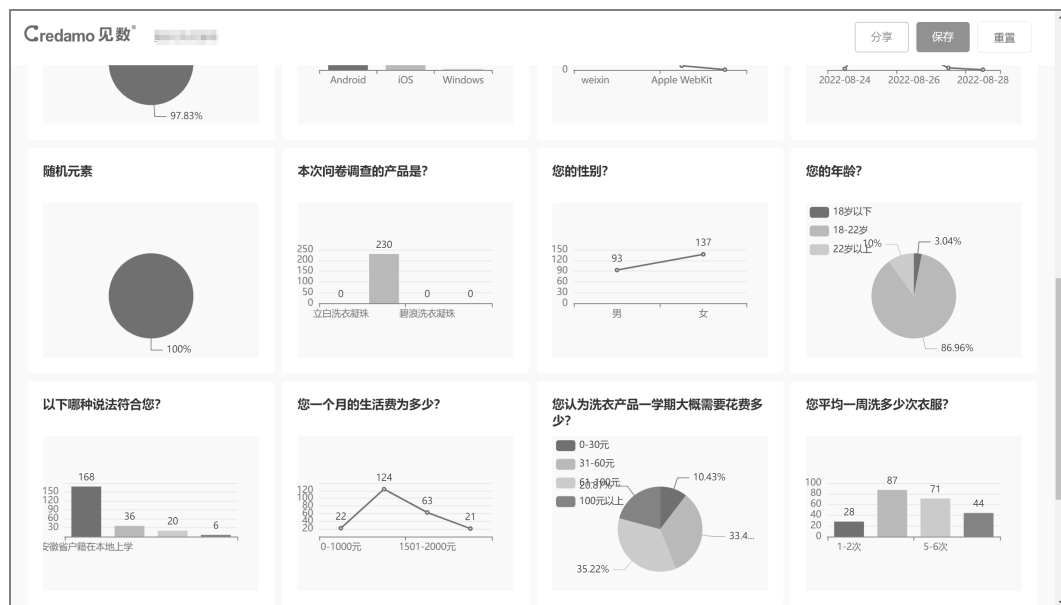 Credamo 见数
分享
保存
重置
97.83%
Android iOS Windows
0
weixin Apple WebKit
2022-08-24 2022-08-26 2022-08-28
随机元素
100%
本次问卷调查的产品是?
250
200
150
100
50
0
0 230 0 0
立白洗衣凝珠 碧浪洗衣凝珠
您的性别?
150
120
90
60
30
0
93 137
男 女
您的年龄?
18岁以下
18-22岁
22岁以上
10%
3.04%
86.96%
以下哪种说法符合您?
150
120
90
60
30
168 36 20 6
安徽省户籍在本地上学
您一个月的生活费为多少?
120
100
80
60
40
20
22 124 63 21
0-1000元 1501-2000元
您认为洗衣产品一学期大概需要花费多
少?
0-30元
31-60元
61-100元
100元以上
20.87%
10.43%
33.4...
35.22%
您平均一周洗多少次衣服?
100
80
60
40
20
0
28 87 71 44
1-2次 5-6次